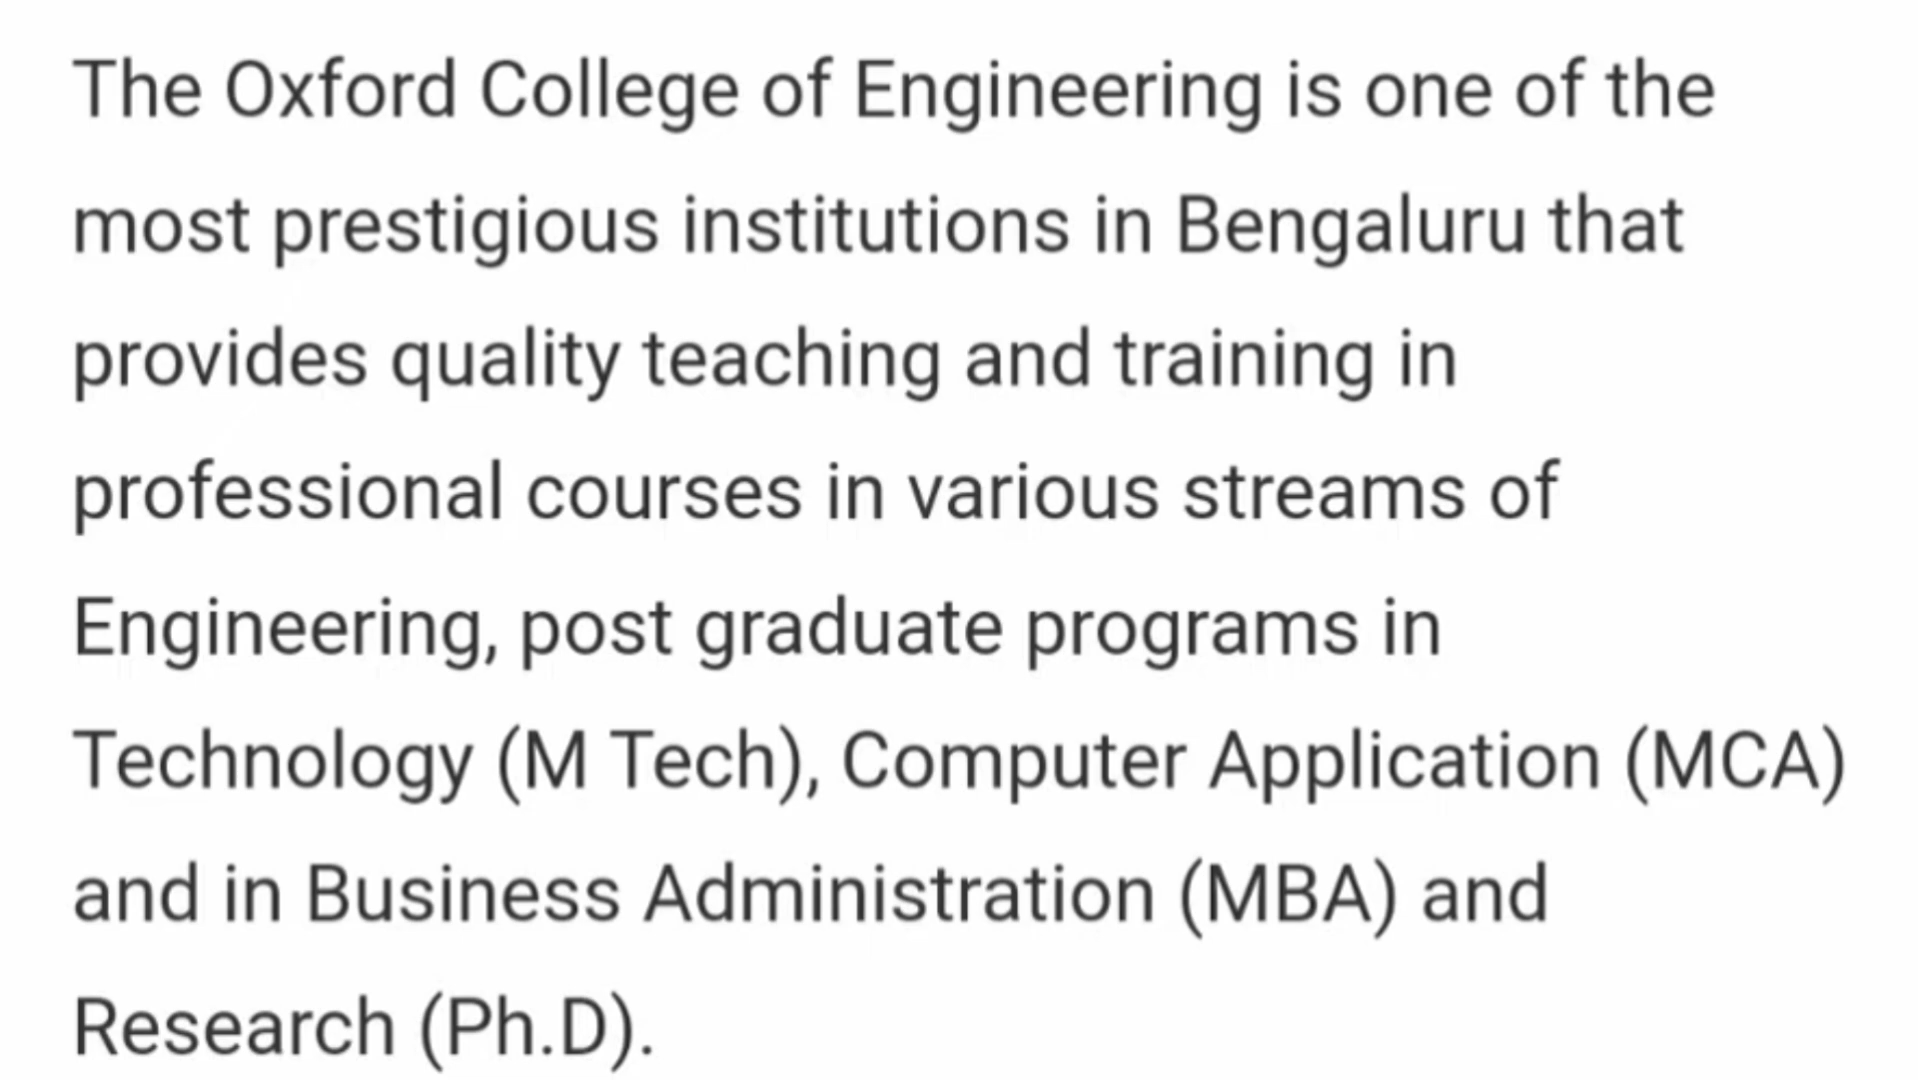 The Oxford College of Engineering is one of the
most prestigious institutions in Bengaluru that
provides quality teaching and training in
professional courses in various streams of
Engineering, post graduate programs in
Technology (M Tech), Computer Application (MCA)
and in Business Administration (MBA) and
Research (Ph.D).